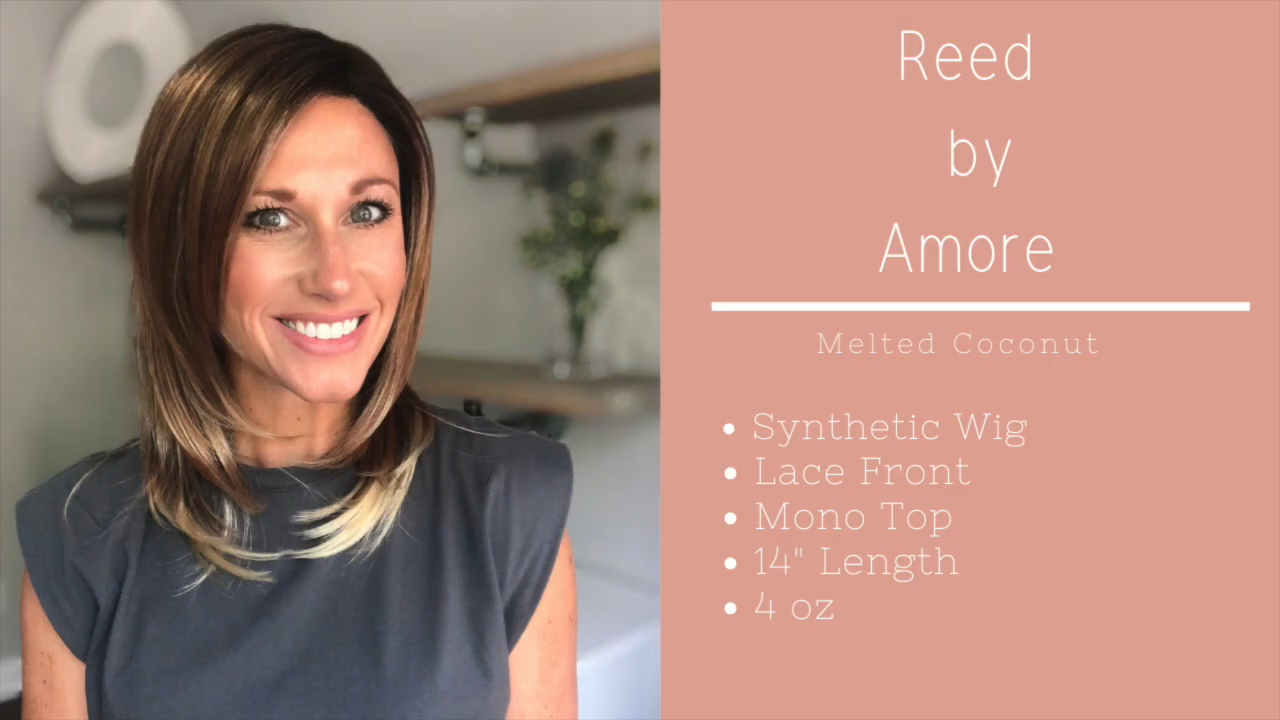 Reed
by
Amore
Melted Coconut
• Synthetic Wig
• Lace Front
• Mono Top
• 14" Length
• 4 oz